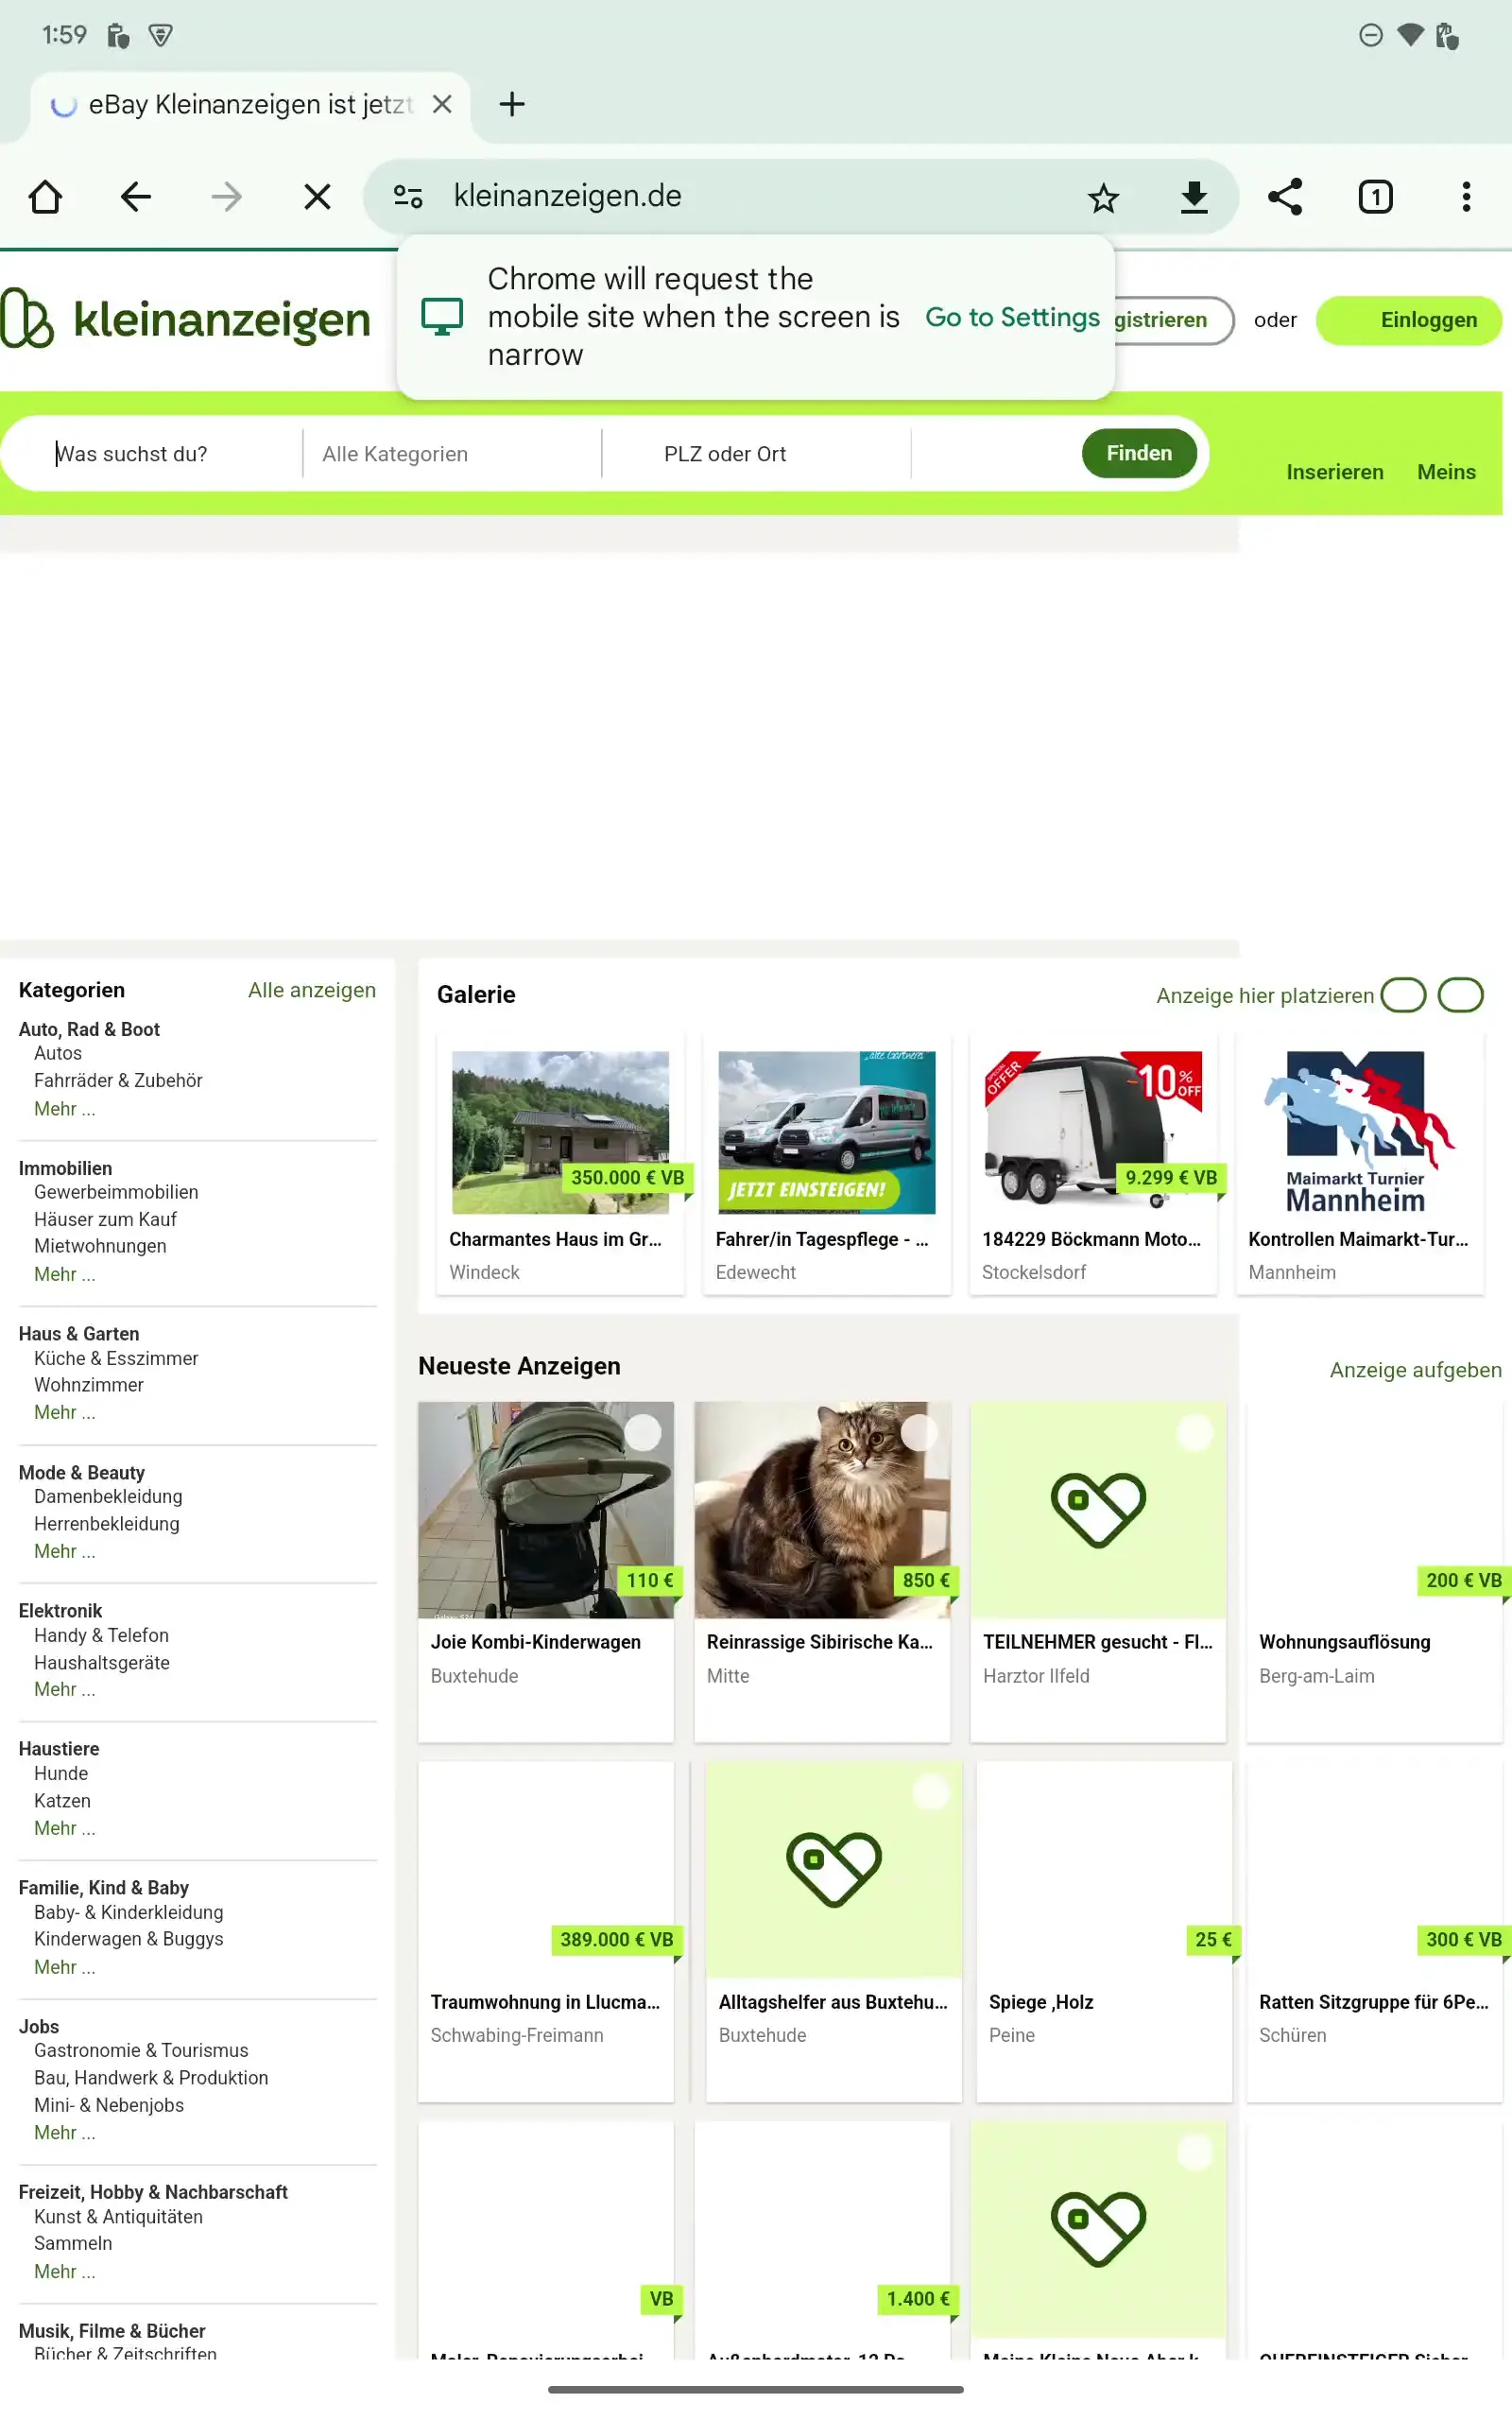 1:59
eBay Kleinanzeigen ist jetzt
kleinanzeigen.de
1
Chrome will request the
mobile site when the screen is
narrow
Go to Settings
kleinanzeigen
gistrieren
oder
Einloggen
Was suchst du?
Alle Kategorien
PLZ oder Ort
Finden
Inserieren
Meins
Kategorien
Alle anzeigen
Auto, Rad & Boot
Autos
Fahrräder & Zubehör
Mehr ...
Immobilien
Gewerbeimmobilien
Häuser zum Kauf
Mietwohnungen
Mehr ...
Haus & Garten
Küche & Esszimmer
Wohnzimmer
Mehr ...
Mode & Beauty
Damenbekleidung
Herrenbekleidung
Mehr ...
Elektronik
Handy & Telefon
Haushaltsgeräte
Mehr ...
Haustiere
Hunde
Katzen
Mehr ...
Familie, Kind & Baby
Baby- & Kinderkleidung
Kinderwagen & Buggys
Mehr ...
Jobs
Gastronomie & Tourismus
Bau, Handwerk & Produktion
Mini- & Nebenjobs
Mehr ...
Freizeit, Hobby & Nachbarschaft
Kunst & Antiquitäten
Sammeln
Mehr ...
Musik, Filme & Bücher
Bücher & Zeitschriften
Galerie
Anzeige hier platzieren
350.000 € VB
Charmantes Haus im Gr...
Windeck
JETZT EINSTEIGEN!
Fahrer/in Tagespflege - ...
Edewecht
SPECIAL
OFFER
10%
OFF
9.299 € VB
184229 Böckmann Moto...
Stockelsdorf
Maimarkt Turnier
Mannheim
Kontrollen Maimarkt-Tur...
Mannheim
Neueste Anzeigen
Anzeige aufgeben
110 €
Joie Kombi-Kinderwagen
Buxtehude
850 €
Reinrassige Sibirische Ka...
Mitte
TEILNEHMER gesucht - Fl...
Harztor Ilfeld
200 € VB
Wohnungsauflösung
Berg-am-Laim
389.000 € VB
Traumwohnung in Llucma...
Schwabing-Freimann
Alltagshelfer aus Buxtehu...
Buxtehude
25 €
Spiege ,Holz
Peine
300 € VB
Ratten Sitzgruppe für 6Pe...
Schüren
VB
1.400 €